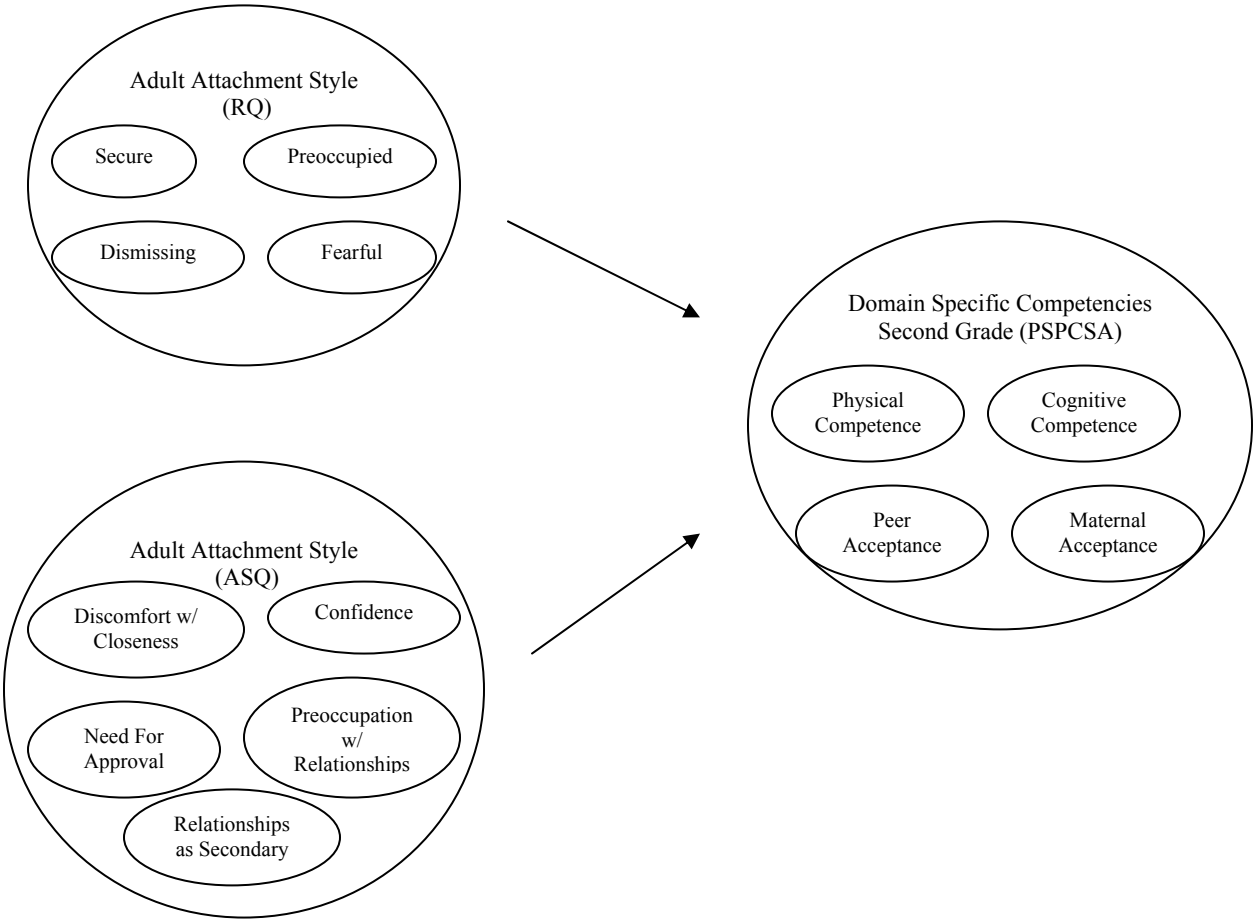 Adult Attachment Style
(RQ)
Secure
Preoccupied
Dismissing
Fearful
Domain Specific Competencies
Second Grade (PSPCSA)
Physical
Competence
Cognitive
Competence
Peer
Acceptance
Maternal
Acceptance
Adult Attachment Style
(ASQ)
Discomfort w/
Closeness
Confidence
Need For
Approval
Preoccupation
w/
Relationships
Relationships
as Secondary